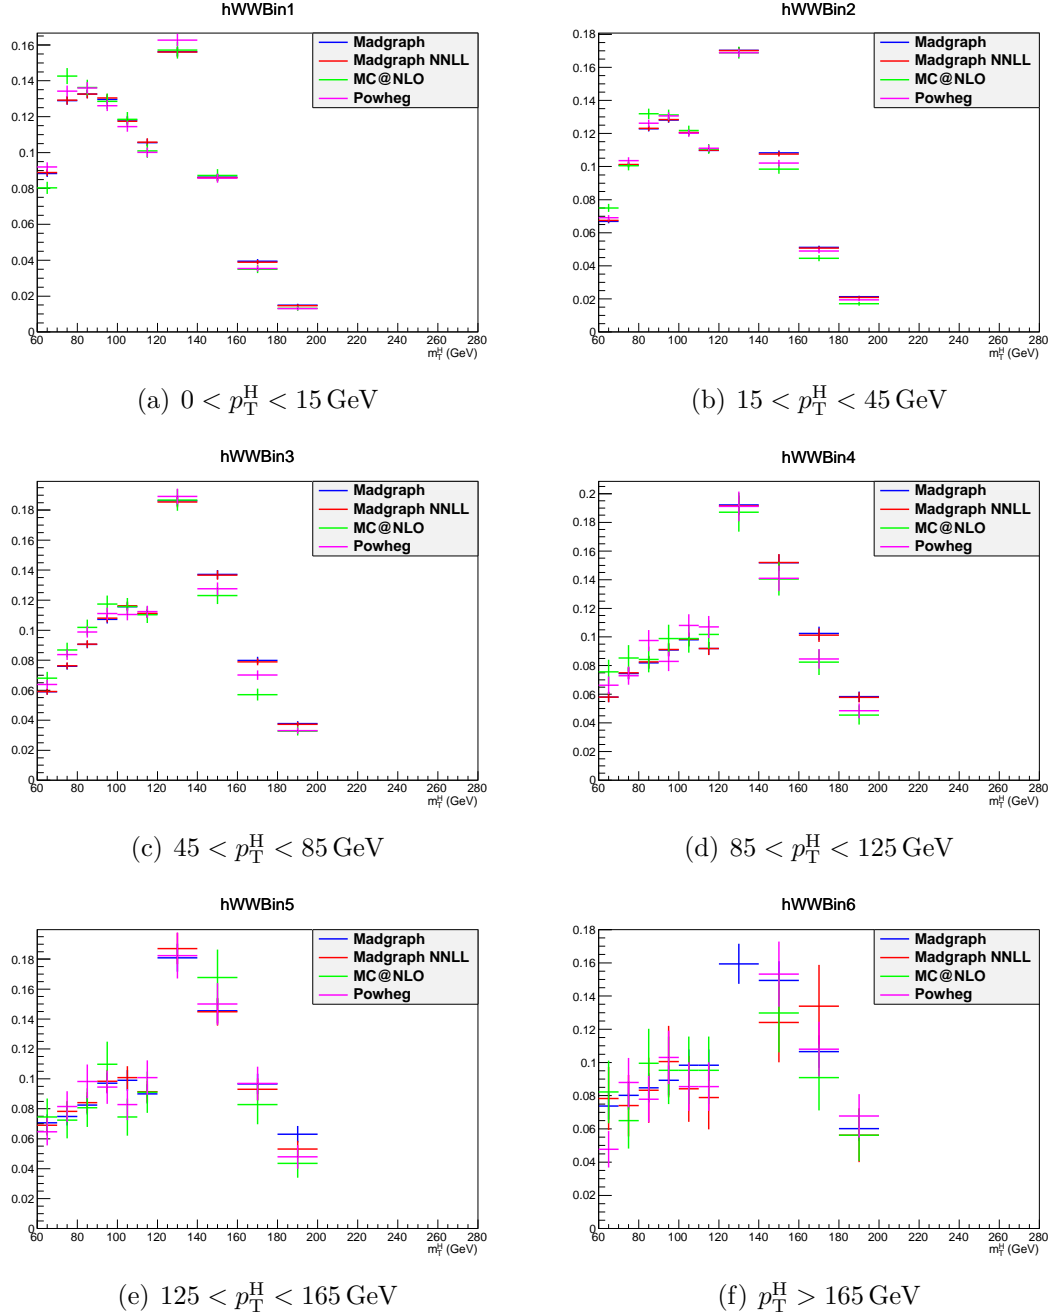 hWWBin1
0.16
0.14
0.12
0.1
0.08
0.06
0.04
0.02
0
60 80 100 120 140 160 180 200 220 240 260 280
m_T^H (GeV)
Madgraph
Madgraph NNLL
MC@NLO
Powheg
(a) 0 < p_T^H < 15 GeV
hWWBin2
0.18
0.16
0.14
0.12
0.1
0.08
0.06
0.04
0.02
0
60 80 100 120 140 160 180 200 220 240 260 280
m_T^H (GeV)
Madgraph
Madgraph NNLL
MC@NLO
Powheg
(b) 15 < p_T^H < 45 GeV
hWWBin3
0.18
0.16
0.14
0.12
0.1
0.08
0.06
0.04
0.02
0
60 80 100 120 140 160 180 200 220 240 260 280
m_T^H (GeV)
Madgraph
Madgraph NNLL
MC@NLO
Powheg
(c) 45 < p_T^H < 85 GeV
hWWBin4
0.2
0.18
0.16
0.14
0.12
0.1
0.08
0.06
0.04
0.02
0
60 80 100 120 140 160 180 200 220 240 260 280
m_T^H (GeV)
Madgraph
Madgraph NNLL
MC@NLO
Powheg
(d) 85 < p_T^H < 125 GeV
hWWBin5
0.18
0.16
0.14
0.12
0.1
0.08
0.06
0.04
0.02
0
60 80 100 120 140 160 180 200 220 240 260 280
m_T^H (GeV)
Madgraph
Madgraph NNLL
MC@NLO
Powheg
(e) 125 < p_T^H < 165 GeV
hWWBin6
0.18
0.16
0.14
0.12
0.1
0.08
0.06
0.04
0.02
0
60 80 100 120 140 160 180 200 220 240 260 280
m_T^H (GeV)
Madgraph
Madgraph NNLL
MC@NLO
Powheg
(f) p_T^H > 165 GeV